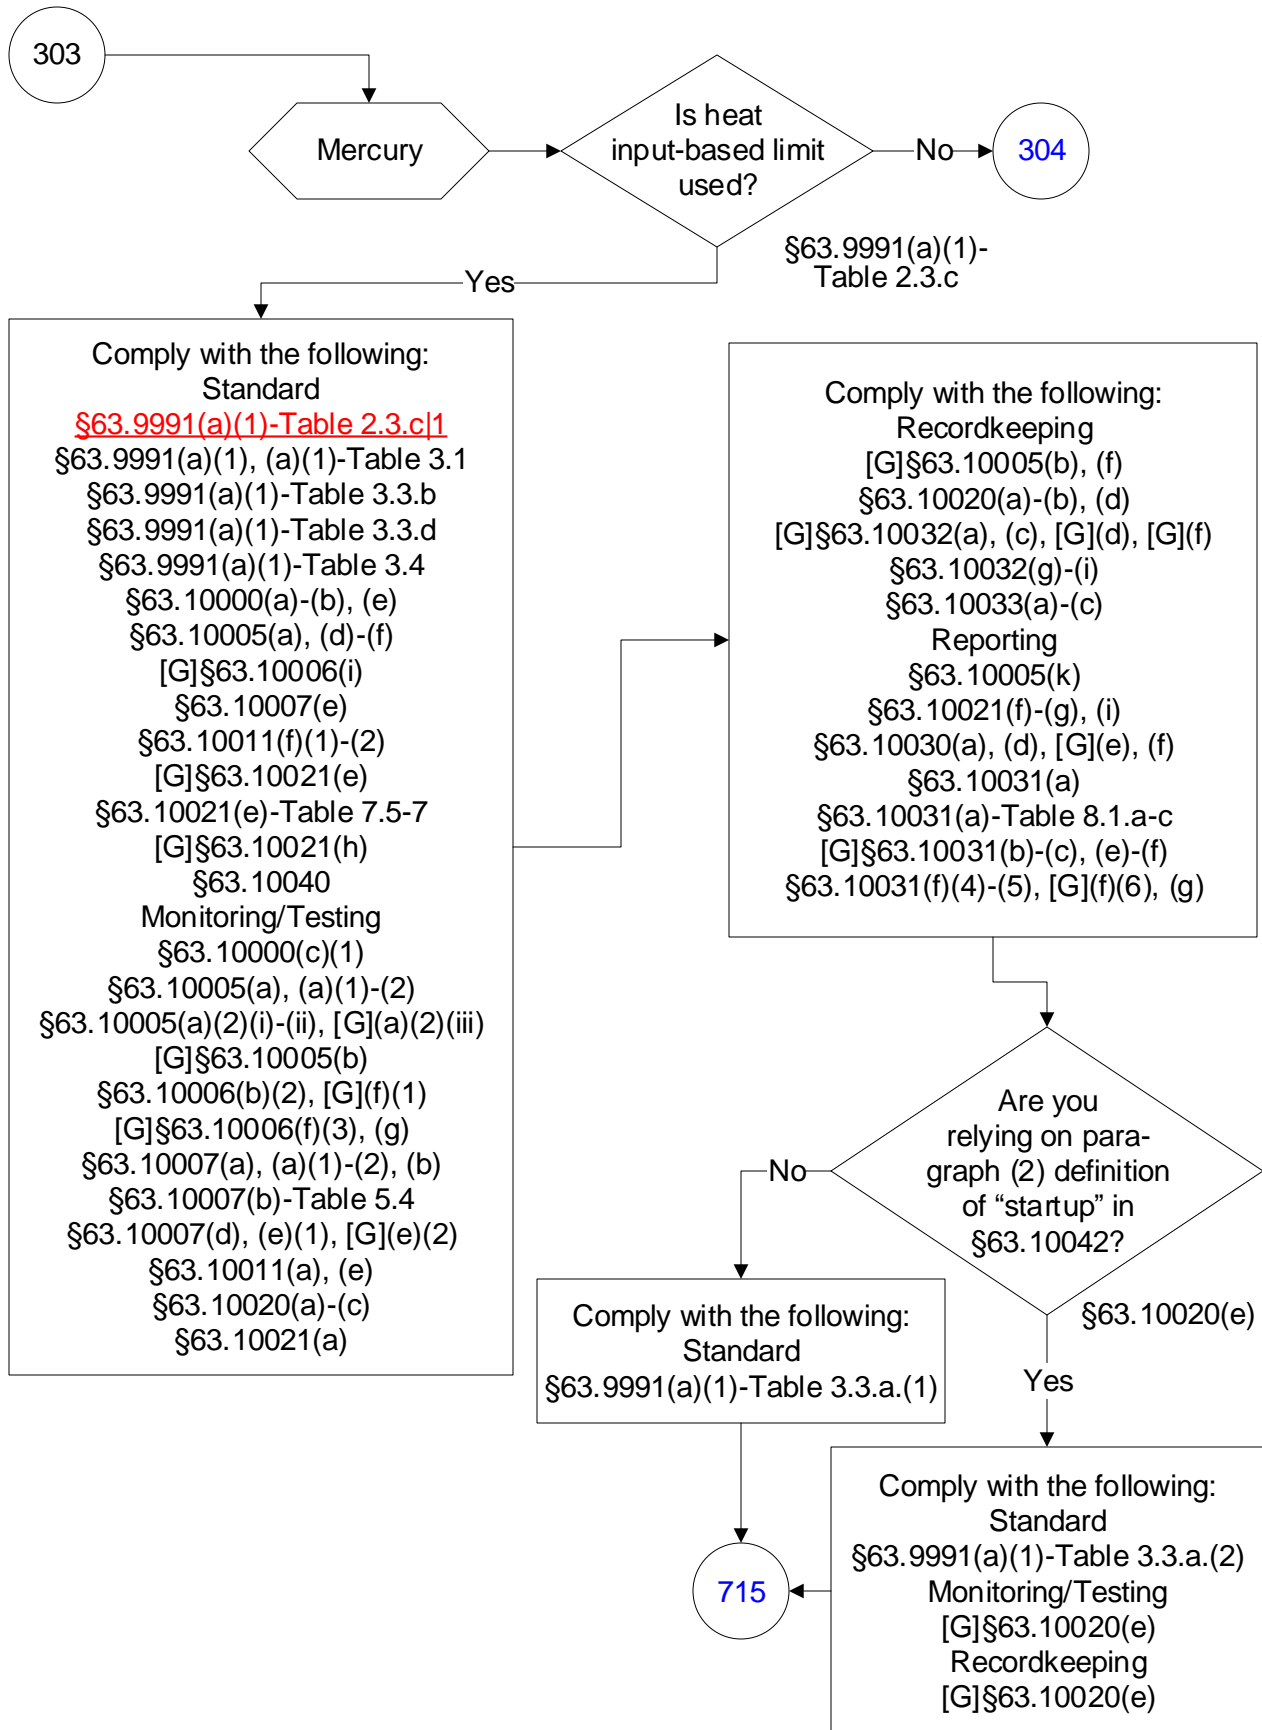 303
Mercury
Is heat
input-based limit
used?
No
304
§63.9991(a)(1)-
Table 2.3.c
Yes
Comply with the following:
Standard
§63.9991(a)(1)-Table 2.3.c|1
§63.9991(a)(1), (a)(1)-Table 3.1
§63.9991(a)(1)-Table 3.3.b
§63.9991(a)(1)-Table 3.3.d
§63.9991(a)(1)-Table 3.4
§63.10000(a)-(b), (e)
§63.10005(a), (d)-(f)
[G]§63.10006(i)
§63.10007(e)
§63.10011(f)(1)-(2)
[G]§63.10021(e)
§63.10021(e)-Table 7.5-7
[G]§63.10021(h)
§63.10040
Monitoring/Testing
§63.10000(c)(1)
§63.10005(a), (a)(1)-(2)
§63.10005(a)(2)(i)-(ii), [G](a)(2)(iii)
[G]§63.10005(b)
§63.10006(b)(2), [G](f)(1)
[G]§63.10006(f)(3), (g)
§63.10007(a), (a)(1)-(2), (b)
§63.10007(b)-Table 5.4
§63.10007(d), (e)(1), [G](e)(2)
§63.10011(a), (e)
§63.10020(a)-(c)
§63.10021(a)
Comply with the following:
Recordkeeping
[G]§63.10005(b), (f)
§63.10020(a)-(b), (d)
[G]§63.10032(a), (c), [G](d), [G](f)
§63.10032(g)-(i)
§63.10033(a)-(c)
Reporting
§63.10005(k)
§63.10021(f)-(g), (i)
§63.10030(a), (d), [G](e), (f)
§63.10031(a)
§63.10031(a)-Table 8.1.a-c
[G]§63.10031(b)-(c), (e)-(f)
§63.10031(f)(4)-(5), [G](f)(6), (g)
Are you
relying on para-
graph (2) definition
of “startup” in
§63.10042?
No
§63.10020(e)
Yes
Comply with the following:
Standard
§63.9991(a)(1)-Table 3.3.a.(1)
Comply with the following:
Standard
§63.9991(a)(1)-Table 3.3.a.(2)
Monitoring/Testing
[G]§63.10020(e)
Recordkeeping
[G]§63.10020(e)
715